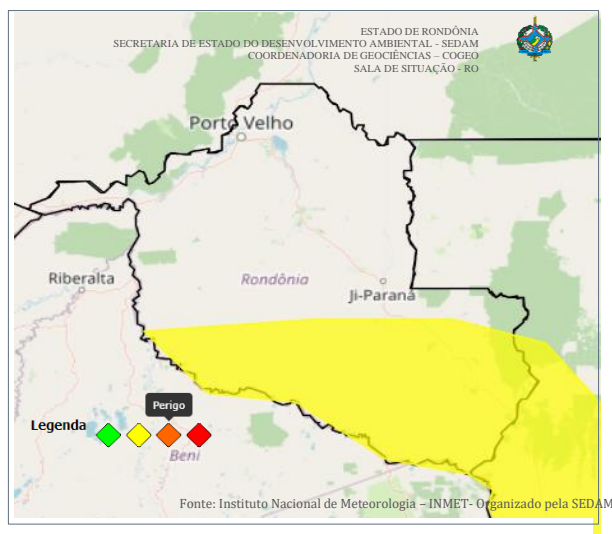 ESTADO DE RONDÔNIA
SECRETARIA DE ESTADO DO DESENVOLVIMENTO AMBIENTAL - SEDAM
COORDENADORIA DE GEOCIÊNCIAS – COGEO
SALA DE SITUAÇÃO - RO
Porto Velho
Riberalta
Rondônia
Ji-Paraná
Perigo
Legenda
Beni
Fonte: Instituto Nacional de Meteorologia – INMET- Organizado pela SEDAM